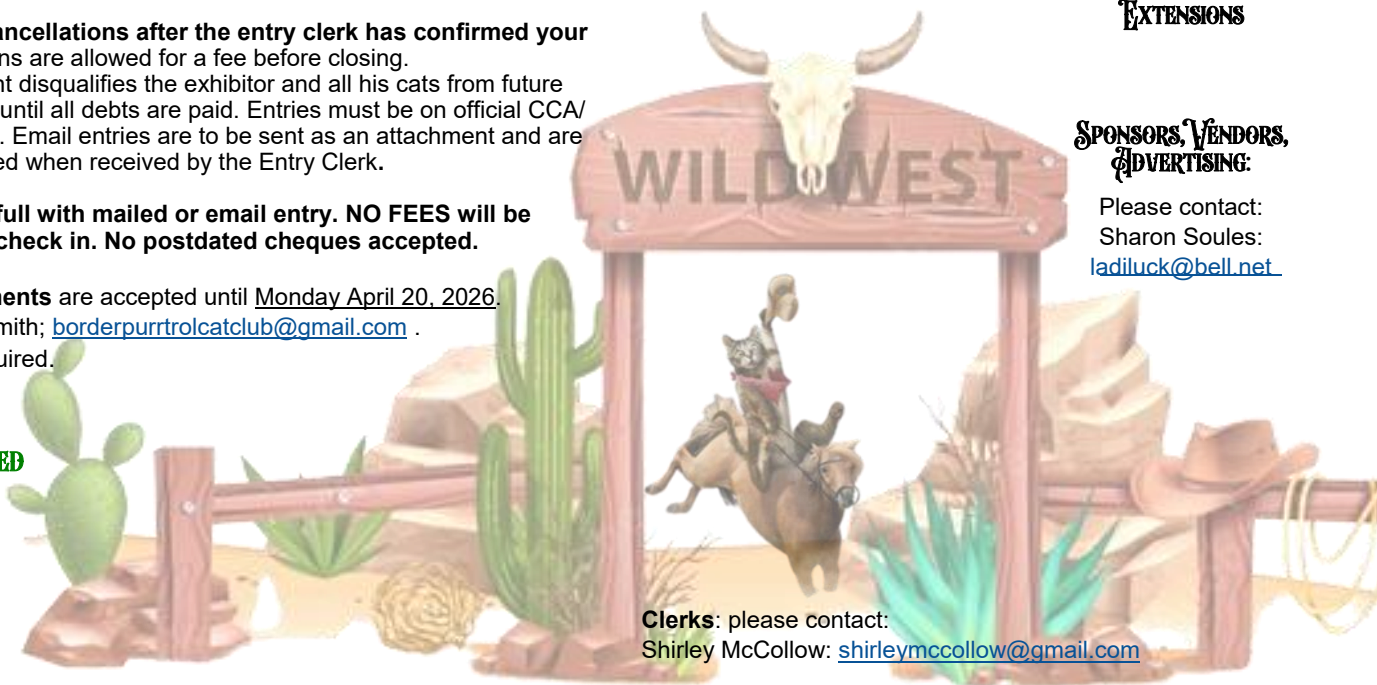 ancellations after the entry clerk has confirmed your
ns are allowed for a fee before closing.
nt disqualifies the exhibitor and all his cats from future
until all debts are paid. Entries must be on official CCA/
. Email entries are to be sent as an attachment and are
ed when received by the Entry Clerk.
full with mailed or email entry. NO FEES will be
check in. No postdated cheques accepted.
nents are accepted until Monday April 20, 2026.
mith; borderpurrtrolcatclub@gmail.com .
uired.
ED
WILD WEST
EXTENSIONS
SPONSORS, VENDORS,
ADVERTISING:
Please contact:
Sharon Soules:
ladiluck@bell.net
Clerks: please contact:
Shirley McCollow: shirleymccollow@gmail.com